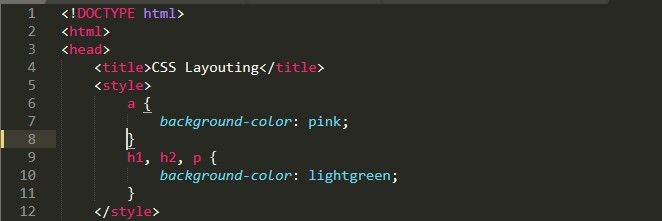 1 <!DOCTYPE html>
2 <html>
3 <head>
4 <title>CSS Layouting</title>
5 <style>
6 a {
7 background-color: pink;
8 }
9 h1, h2, p {
10 background-color: lightgreen;
11 }
12 </style>